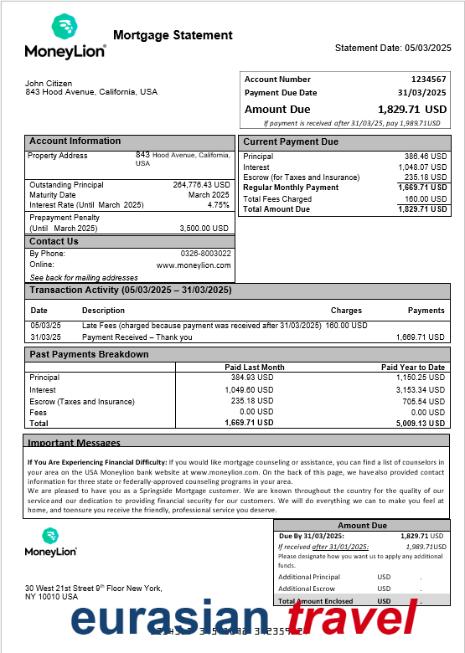 MoneyLion
Mortgage Statement
Statement Date: 05/03/2025
John Citizen
843 Hood Avenue, California, USA
Account Number 1234567
Payment Due Date 31/03/2025
Amount Due 1,829.71 USD
If payment is received after 31/03/25, pay 1,989.71USD
Account Information
Property Address 843 Hood Avenue, California, USA
Outstanding Principal 264,776.43 USD
Maturity Date March 2025
Interest Rate (Until March 2025) 4.75%
Prepayment Penalty
(Until March 2025) 3,500.00 USD
Contact Us
By Phone: 0326-8003022
Online: www.moneylion.com
See back for mailing addresses
Current Payment Due
Principal 386.46 USD
Interest 1,048.07 USD
Escrow (for Taxes and Insurance) 235.18 USD
Regular Monthly Payment 1,669.71 USD
Total Fees Charged 160.00 USD
Total Amount Due 1,829.71 USD
Transaction Activity (05/03/2025 – 31/03/2025)
Date Description Charges Payments
05/03/25 Late Fees (charged because payment was received after 31/03/2025) 160.00 USD
31/03/25 Payment Received – Thank you 1,669.71 USD
Past Payments Breakdown
Paid Last Month Paid Year to Date
Principal 384.93 USD 1,150.25 USD
Interest 1,049.60 USD 3,153.34 USD
Escrow (Taxes and Insurance) 235.18 USD 705.54 USD
Fees 0.00 USD 0.00 USD
Total 1,669.71 USD 5,009.13 USD
Important Messages
If You Are Experiencing Financial Difficulty: If you would like mortgage counseling or assistance, you can find a list of counselors in
your area on the USA Moneylion bank website at www.moneylion.com. On the back of this page, we havealso provided contact
information for three state or federally-approved counseling programs in your area.
We are pleased to have you as a Springside Mortgage customer. We are known throughout the country for the quality of our
service and our dedication to providing financial security for our customers. We will do everything we can to make you feel at
home, and toensure you receive the friendly, professional service you deserve.
MoneyLion
30 West 21st Street 9th Floor New York,
NY 10010 USA
Amount Due
Due By 31/03/2025: 1,829.71 USD
If received after 31/01/2025: 1,989.71USD
Please designate how you want us to apply any additional
funds.
Additional Principal USD .
Additional Escrow USD .
Total Amount Enclosed USD .
eurasian travel